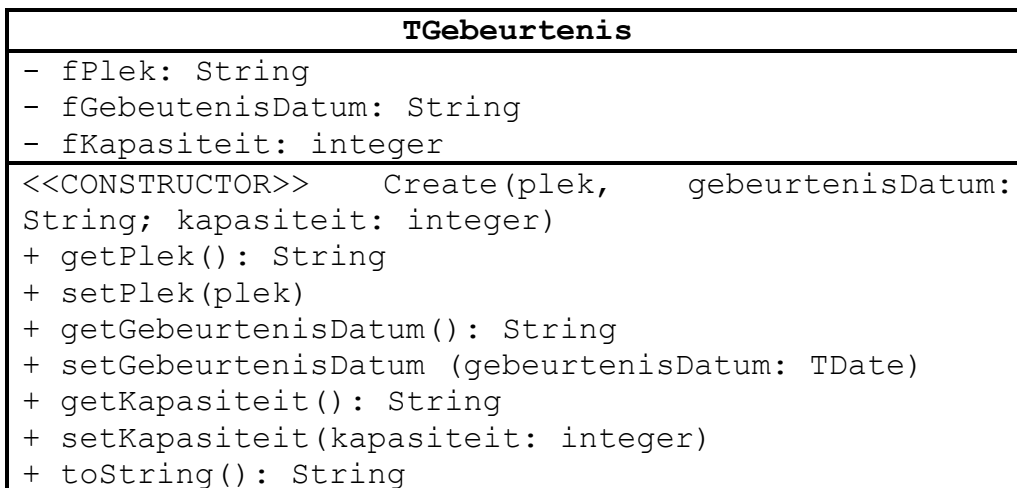 TGebeurtenis
- fPlek: String
- fGebeutenisDatum: String
- fKapasiteit: integer
<<CONSTRUCTOR>> Create(plek, gebeurtenisDatum:
String; kapasiteit: integer)
+ getPlek(): String
+ setPlek(plek)
+ getGebeurtenisDatum(): String
+ setGebeurtenisDatum (gebeurtenisDatum: TDate)
+ getKapasiteit(): String
+ setKapasiteit(kapasiteit: integer)
+ toString(): String